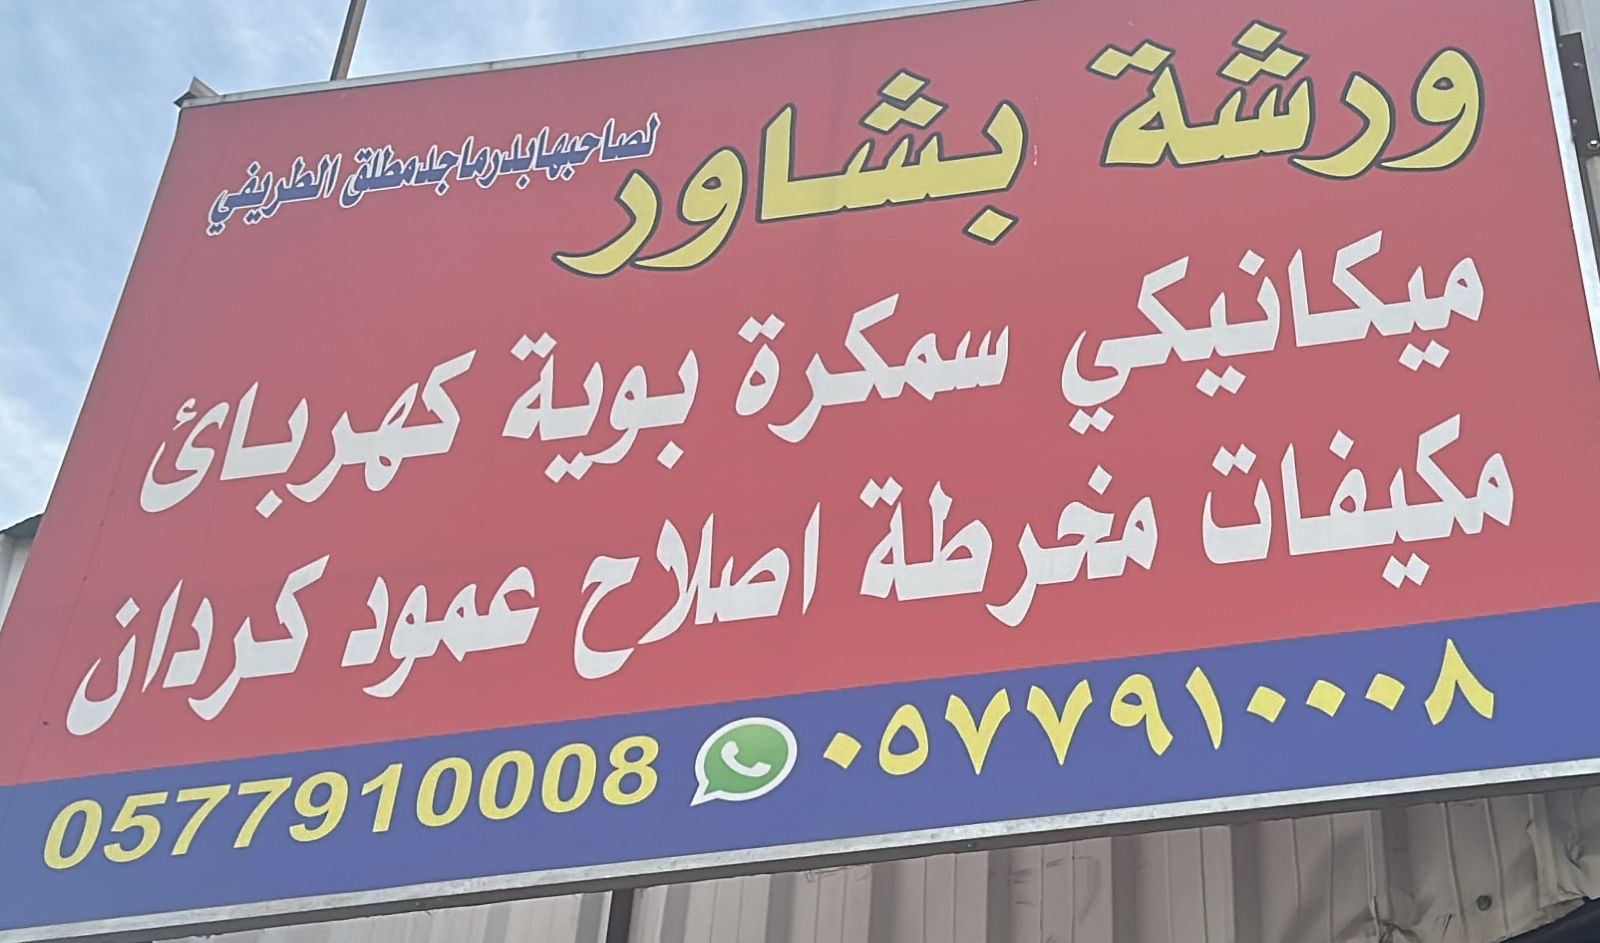 ورشة بشاور
لصاحبها بدر ماجد مطلق الطريفي
ميكانيكي سمكرة بوية كهربائ
مكيفات مخرطة اصلاح عمود كردان
0577910008 ٠٥٧٧٩١٠٠٠٨